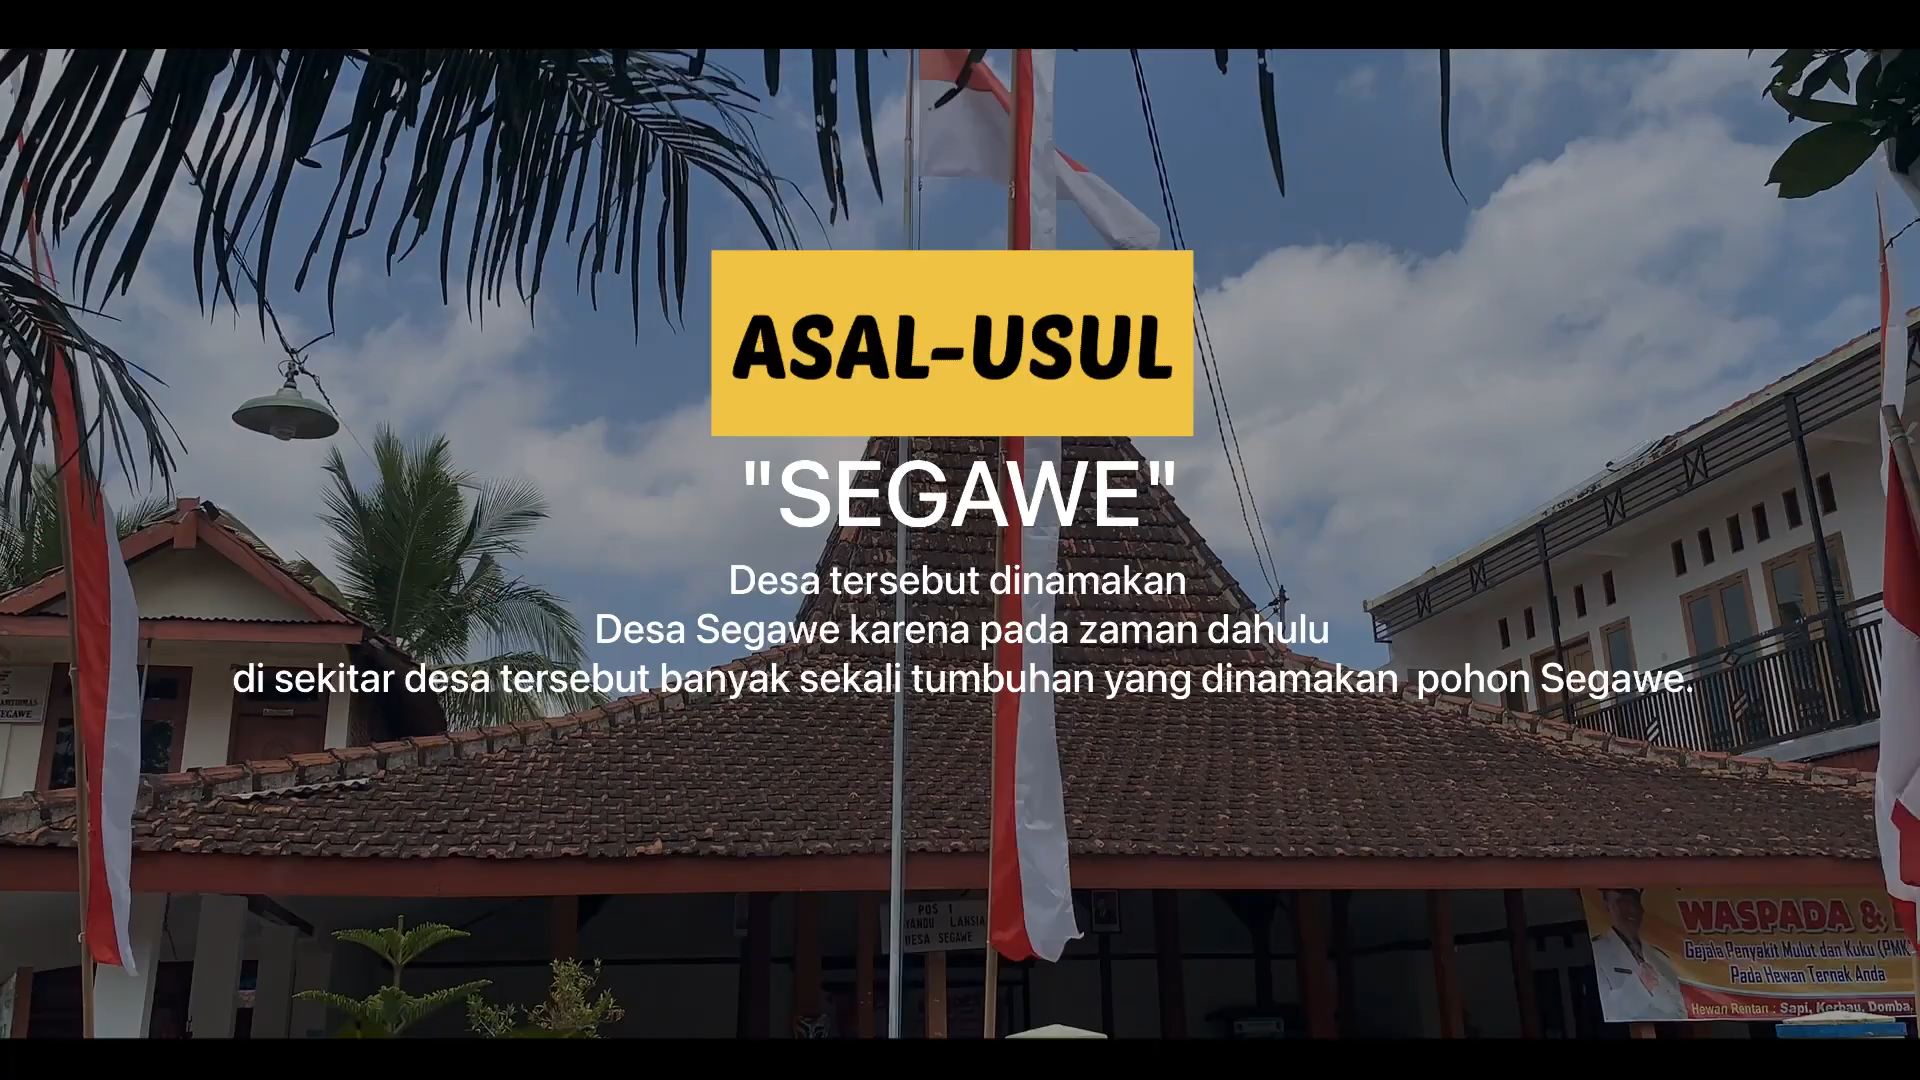 ASAL-USUL
"SEGAWE"
Desa tersebut dinamakan
Desa Segawe karena pada zaman dahulu
di sekitar desa tersebut banyak sekali tumbuhan yang dinamakan pohon Segawe.
SEGAWE
POS 1
YANDU LANSIA
DESA SEGAWE
WASPADA &
Gejala Penyakit Mulut dan Kuku (PMK
Pada Hewan Ternak Anda
Hewan Rentan : Sapi, Kerbau, Domba,